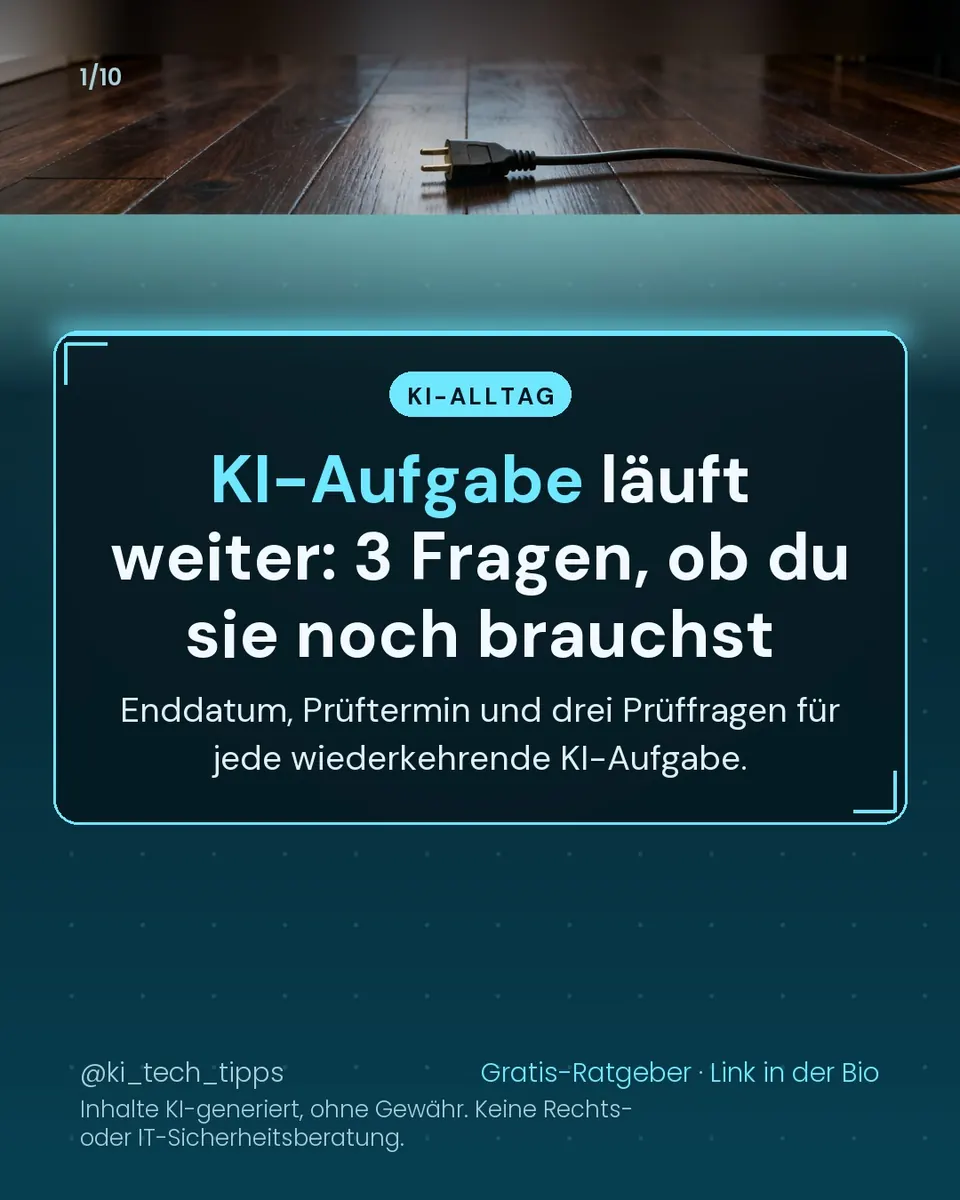 1/10
KI-ALLTAG
KI-Aufgabe läuft
weiter: 3 Fragen, ob du
sie noch brauchst
Enddatum, Prüftermin und drei Prüffragen für
jede wiederkehrende KI-Aufgabe.
@ki_tech_tipps
Gratis-Ratgeber · Link in der Bio
Inhalte KI-generiert, ohne Gewähr. Keine Rechts-
oder IT-Sicherheitsberatung.